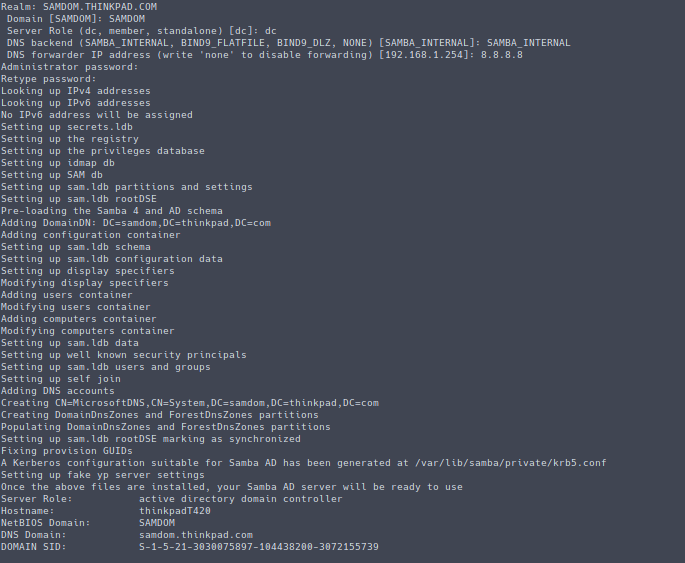 Realm: SAMDOM.THINKPAD.COM
 Domain [SAMDOM]: SAMDOM
 Server Role (dc, member, standalone) [dc]: dc
 DNS backend (SAMBA_INTERNAL, BIND9_FLATFILE, BIND9_DLZ, NONE) [SAMBA_INTERNAL]: SAMBA_INTERNAL
 DNS forwarder IP address (write 'none' to disable forwarding) [192.168.1.254]: 8.8.8.8
Administrator password:
Retype password:
Looking up IPv4 addresses
Looking up IPv6 addresses
No IPv6 address will be assigned
Setting up secrets.ldb
Setting up the registry
Setting up the privileges database
Setting up idmap db
Setting up SAM db
Setting up sam.ldb partitions and settings
Setting up sam.ldb rootDSE
Pre-loading the Samba 4 and AD schema
Adding DomainDN: DC=samdom,DC=thinkpad,DC=com
Adding configuration container
Setting up sam.ldb schema
Setting up sam.ldb configuration data
Setting up display specifiers
Modifying display specifiers
Adding users container
Modifying users container
Adding computers container
Modifying computers container
Setting up sam.ldb data
Setting up well known security principals
Setting up sam.ldb users and groups
Setting up self join
Adding DNS accounts
Creating CN=MicrosoftDNS,CN=System,DC=samdom,DC=thinkpad,DC=com
Creating DomainDnsZones and ForestDnsZones partitions
Populating DomainDnsZones and ForestDnsZones partitions
Setting up sam.ldb rootDSE marking as synchronized
Fixing provision GUIDs
A Kerberos configuration suitable for Samba AD has been generated at /var/lib/samba/private/krb5.conf
Setting up fake yp server settings
Once the above files are installed, your Samba AD server will be ready to use
Server Role:           active directory domain controller
Hostname:              thinkpadT420
NetBIOS Domain:        SAMDOM
DNS Domain:            samdom.thinkpad.com
DOMAIN SID:            S-1-5-21-3030075897-104438200-3072155739